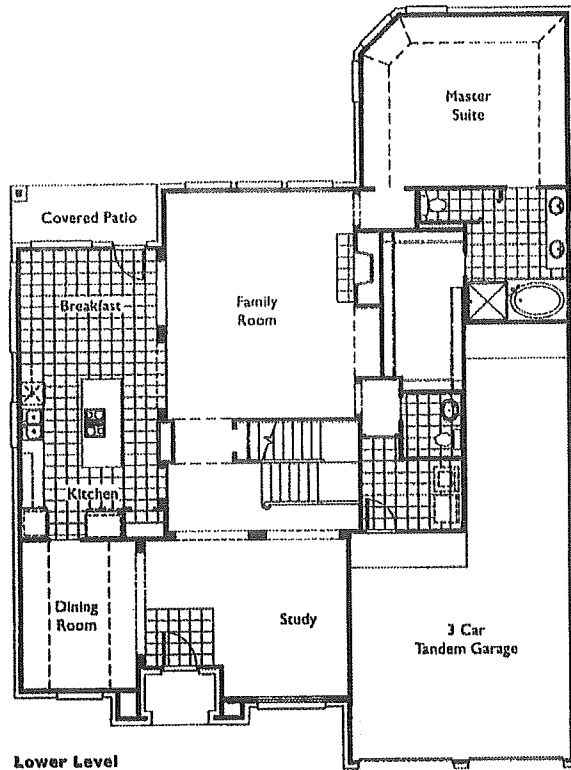 Master
Suite
Covered Patio
Breakfast
Family
Room
Kitchen
Dining
Room
Study
3 Car
Tandem Garage
Lower Level